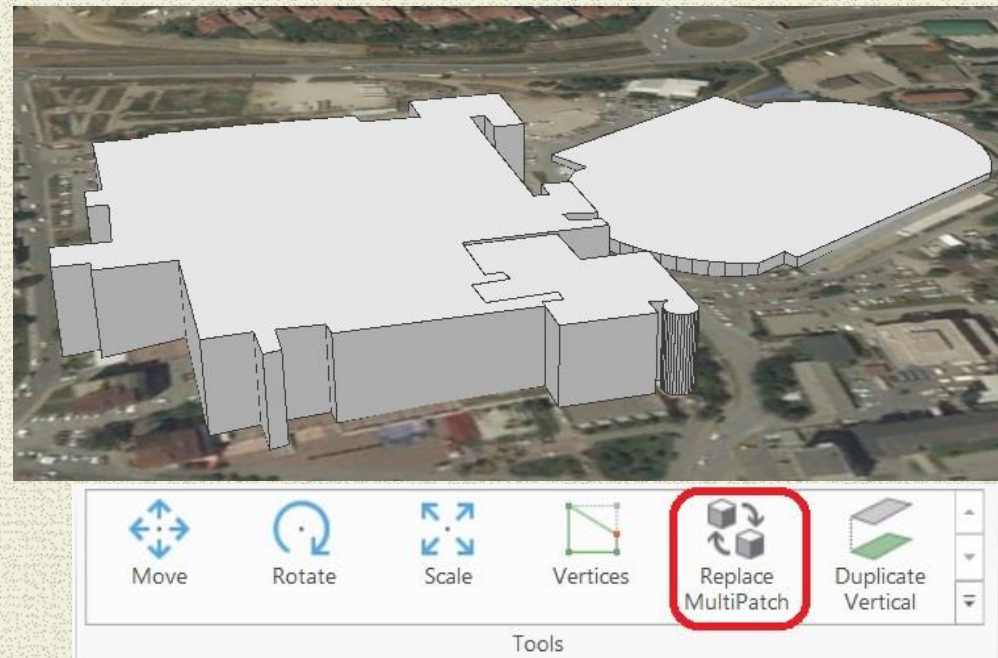 Move
Rotate
Scale
Vertices
Replace
MultiPatch
Duplicate
Vertical
Tools